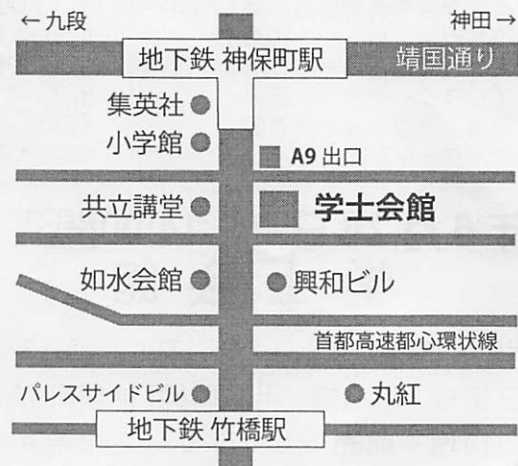 ← 九段
神田 →
地下鉄 神保町駅
靖国通り
集英社
小学館
A9 出口
共立講堂
学士会館
如水会館
興和ビル
首都高速都心環状線
パレスサイドビル
丸紅
地下鉄 竹橋駅